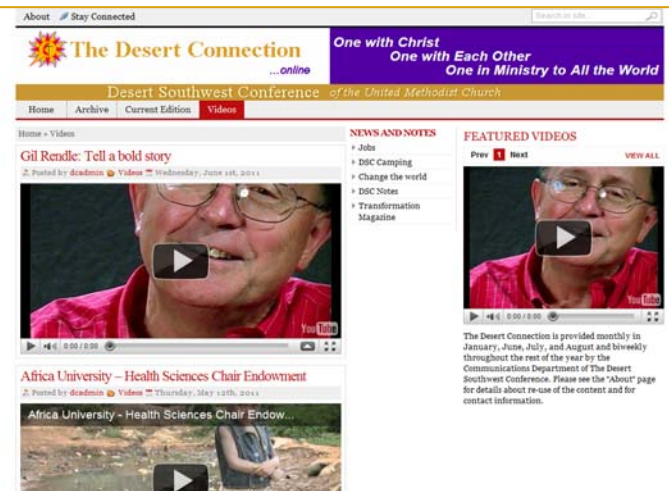 About Stay Connected
Search in site...
The Desert Connection
...online
One with Christ
One with Each Other
One in Ministry to All the World
Desert Southwest Conference of the United Methodist Church
Home Archive Current Edition Videos
Home » Videos
Gil Rendle: Tell a bold story
Posted by dcadmin Videos Wednesday, June 1st, 2011
You Tube
0:00 / 0:00
Africa University – Health Sciences Chair Endowment
Posted by dcadmin Videos Thursday, May 12th, 2011
Africa University - Health Sciences Chair Endow...
NEWS AND NOTES
Jobs
DSC Camping
Change the world
DSC Notes
Transformation
Magazine
FEATURED VIDEOS
Prev 1 Next VIEW ALL
You Tube
0:00 / 0:00
The Desert Connection is provided monthly in
January, June, July, and August and biweekly
throughout the rest of the year by the
Communications Department of The Desert
Southwest Conference. Please see the "About" page
for details about re-use of the content and for
contact information.